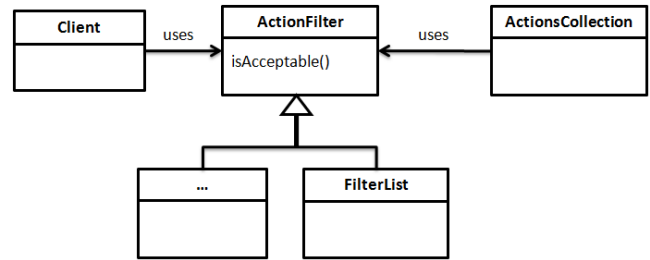 Client
uses
ActionFilter
isAcceptable()
uses
ActionsCollection
...
FilterList